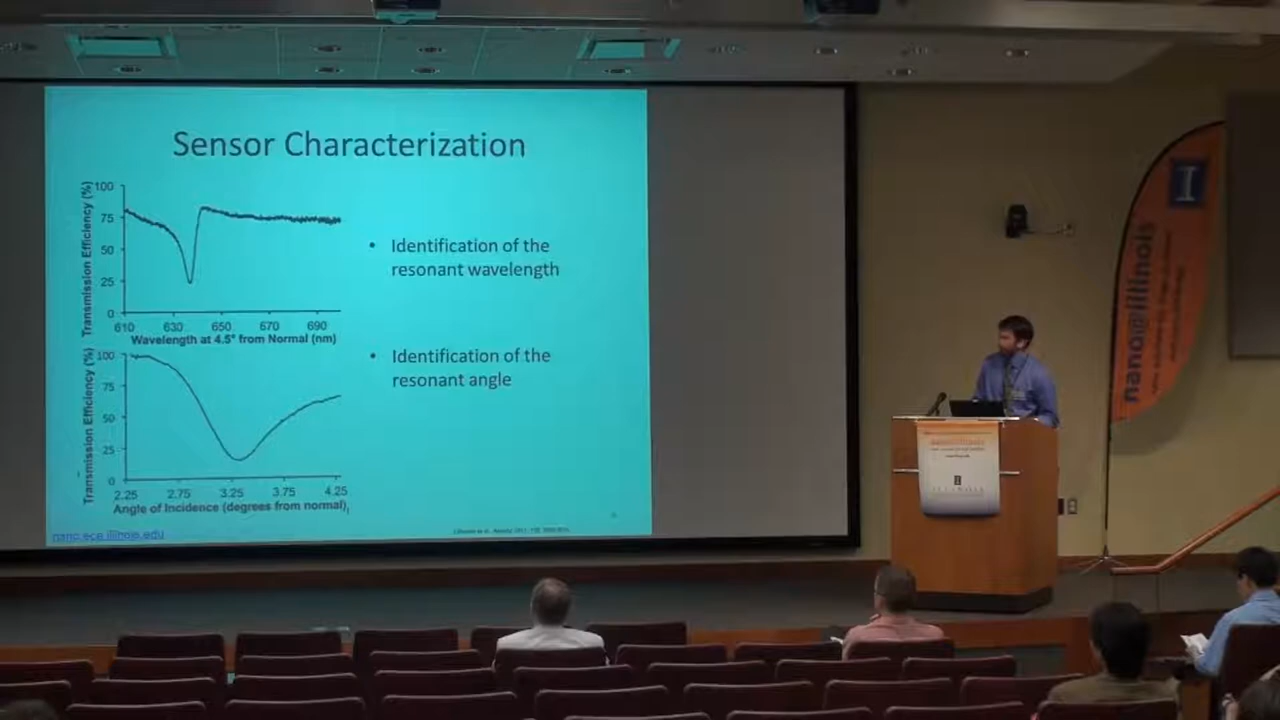 Sensor Characterization
Transmission Efficiency (%)
100
75
50
25
0
610
630
650
670
690
Wavelength at 4.5° from Normal (nm)
• Identification of the
resonant wavelength
Transmission Efficiency (%)
100
75
50
25
0
2.25
2.75
3.25
3.75
4.25
Angle of Incidence (degrees from normal)
• Identification of the
resonant angle
nano.ece.illinois.edu
I
nano@illinois
I
ILLINOIS